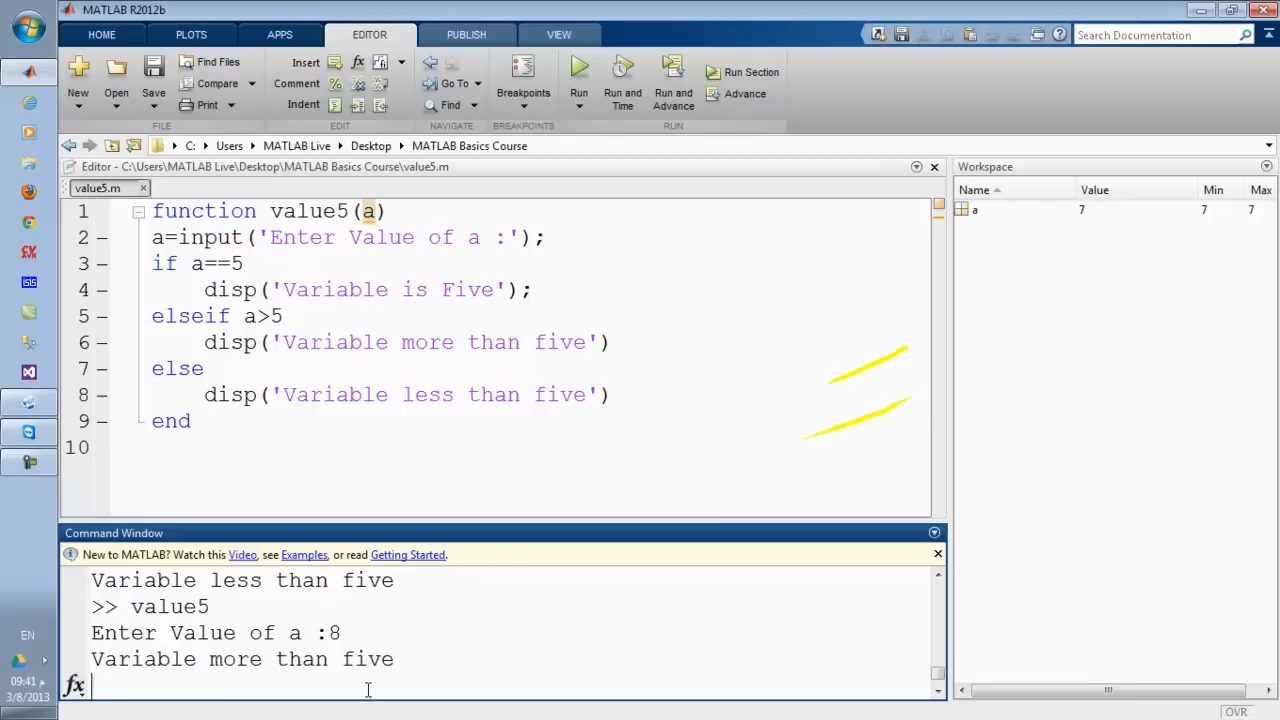 MATLAB R2012b
HOME PLOTS APPS EDITOR PUBLISH VIEW Search Documentation
New Open Save Find Files Compare Print Insert Comment Indent fx Go To Find Breakpoints Run Run and Time Run and Advance Run Section Advance
FILE EDIT NAVIGATE BREAKPOINTS RUN
C: Users MATLAB Live Desktop MATLAB Basics Course
Editor - C:\Users\MATLAB Live\Desktop\MATLAB Basics Course\value5.m
value5.m
1 function value5(a)
2 – a=input('Enter Value of a :');
3 – if a==5
4 – disp('Variable is Five');
5 – elseif a>5
6 – disp('Variable more than five')
7 – else
8 – disp('Variable less than five')
9 – end
10
Workspace
Name Value Min Max
a 7 7 7
Command Window
New to MATLAB? Watch this Video, see Examples, or read Getting Started.
Variable less than five
>> value5
Enter Value of a :8
Variable more than five
fx
EN
09:41 م
3/8/2013
OVR